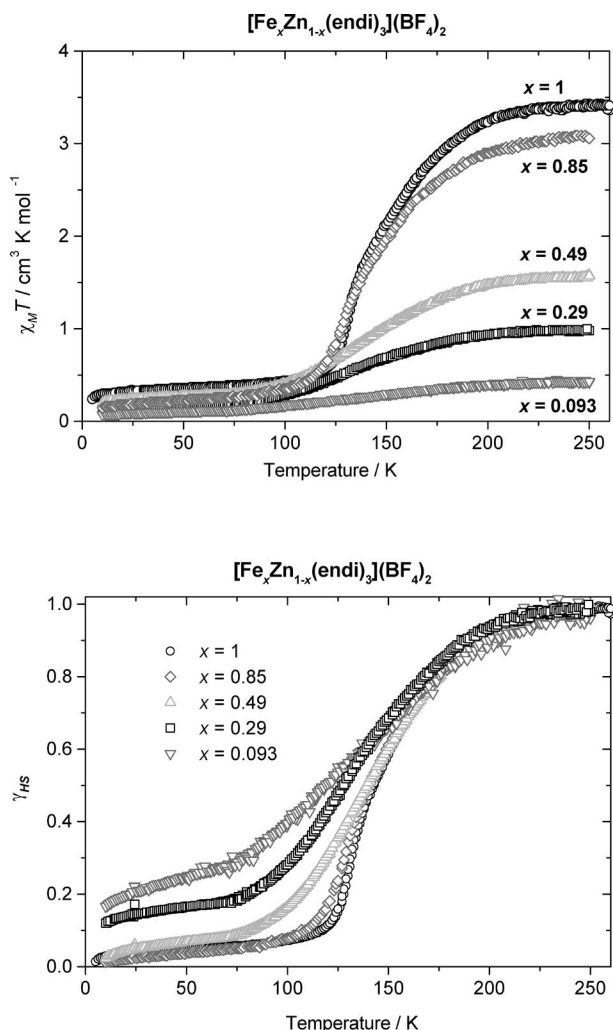 [FeₓZn₁₋ₓ(endi)₃](BF₄)₂
4
3
2
1
0
χ_M T / cm³ K mol⁻¹
x = 1
x = 0.85
x = 0.49
x = 0.29
x = 0.093
0 50 100 150 200 250
Temperature / K
[FeₓZn₁₋ₓ(endi)₃](BF₄)₂
1.0
0.8
0.6
0.4
0.2
0.0
γ_HS
x = 1
x = 0.85
x = 0.49
x = 0.29
x = 0.093
0 50 100 150 200 250
Temperature / K